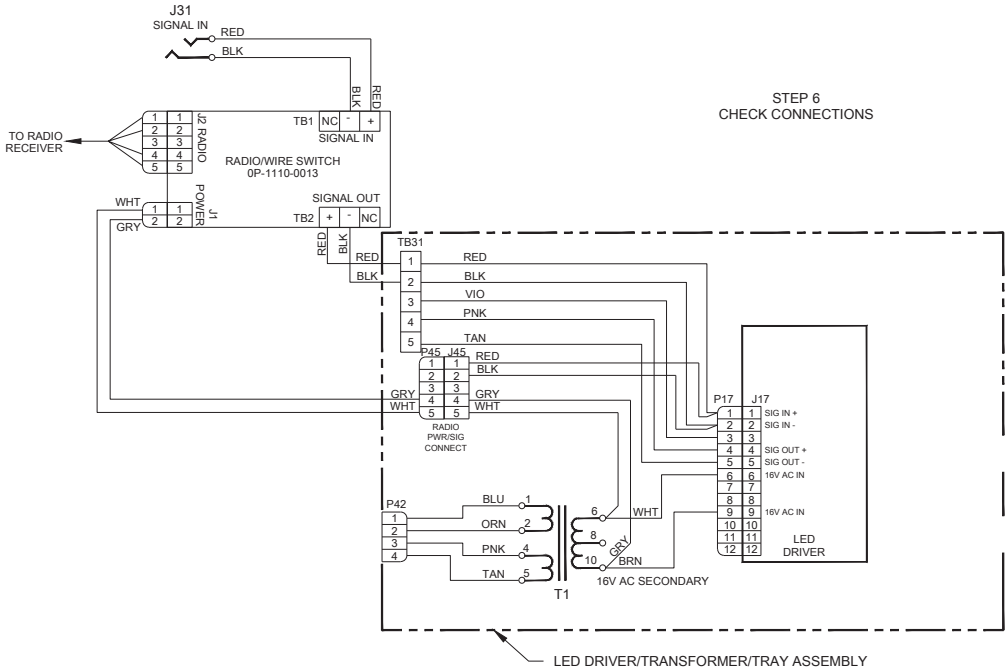 J31
SIGNAL IN
RED
BLK
BLK
RED
STEP 6
CHECK CONNECTIONS
TO RADIO
RECEIVER
1 1
2 2
3 3
4 4
5 5
J2 RADIO
TB1 NC - +
SIGNAL IN
RADIO/WIRE SWITCH
0P-1110-0013
WHT
GRY
1 1
2 2
POWER
J1
SIGNAL OUT
TB2 + - NC
RED
BLK
RED
BLK
TB31
1
2
3
4
5
RED
BLK
VIO
PNK
TAN
P45 J45
1 1
2 2
3 3
4 4
5 5
RED
BLK
GRY
WHT
GRY
WHT
RADIO
PWR/SIG
CONNECT
P17 J17
1 1 SIG IN +
2 2 SIG IN -
3 3
4 4 SIG OUT +
5 5 SIG OUT -
6 6 16V AC IN
7 7
8 8
9 9 16V AC IN
10 10
11 11
12 12
LED
DRIVER
P42
1
2
3
4
BLU 1
ORN 2
PNK 4
TAN 5
6
8
10
WHT
GRY
BRN
16V AC SECONDARY
T1
LED DRIVER/TRANSFORMER/TRAY ASSEMBLY